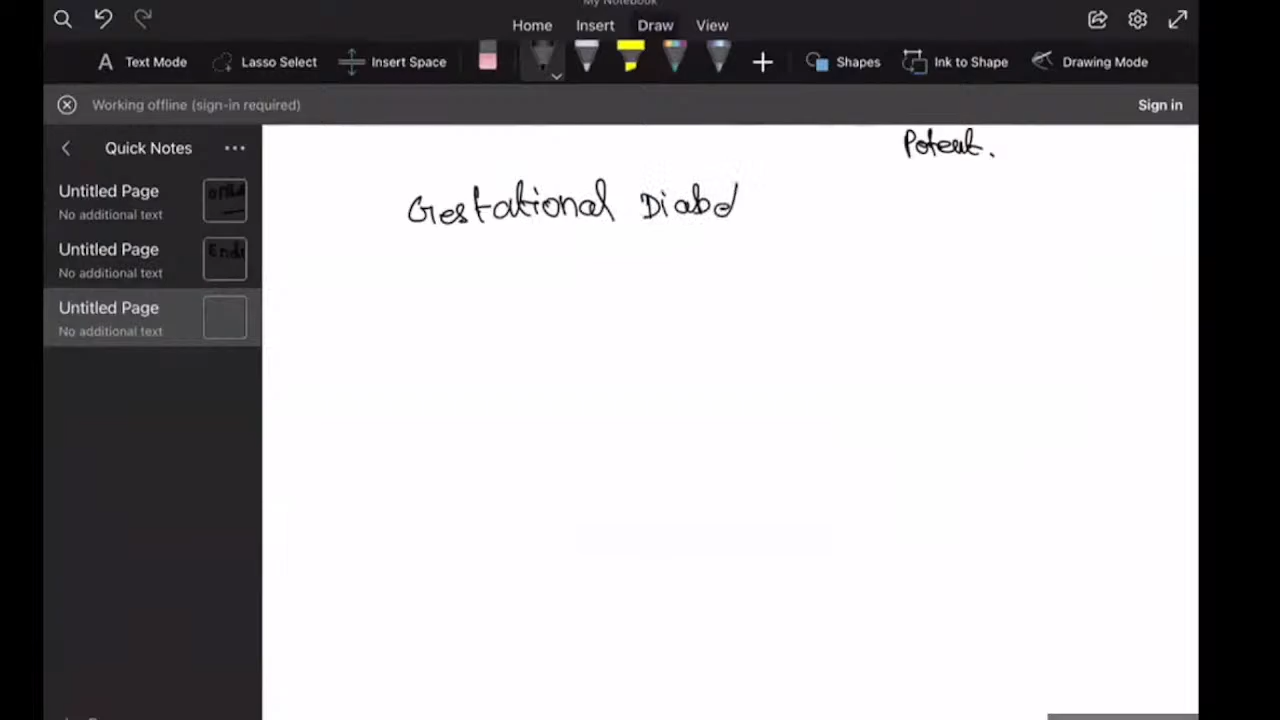 My Notebook
Home Insert Draw View
Text Mode Lasso Select Insert Space Shapes Ink to Shape Drawing Mode
Working offline (sign-in required) Sign in
Quick Notes
Potent.
Untitled Page
No additional text
Gestational Diabd
Untitled Page
No additional text
Untitled Page
No additional text